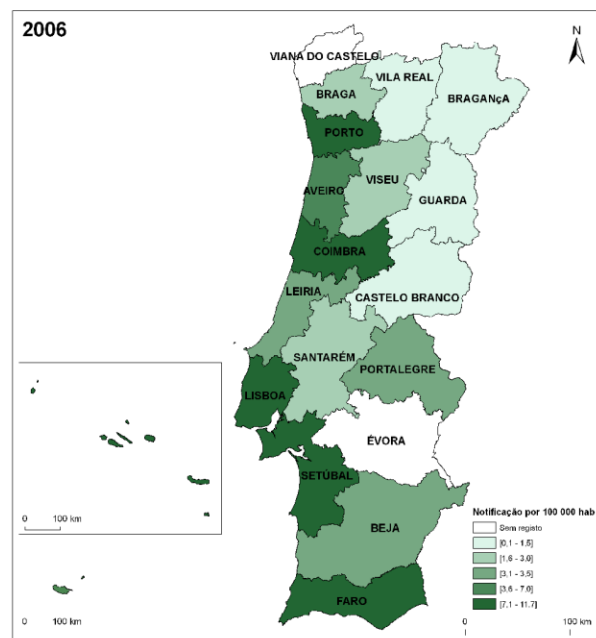 2006
N
VIANA DO CASTELO
VILA REAL
BRAGANçA
BRAGA
PORTO
VISEU
AVEIRO
GUARDA
COIMBRA
LEIRIA
CASTELO BRANCO
SANTARÉM
PORTALEGRE
LISBOA
ÉVORA
SETÚBAL
BEJA
FARO
0 100 km
0 100 km
Notificação por 100 000 hab
Sem registo
[0,1 - 1,5]
[1,6 - 3,0]
[3,1 - 3,5]
[3,6 - 7,0]
[7,1 - 11,7]
0 100 km